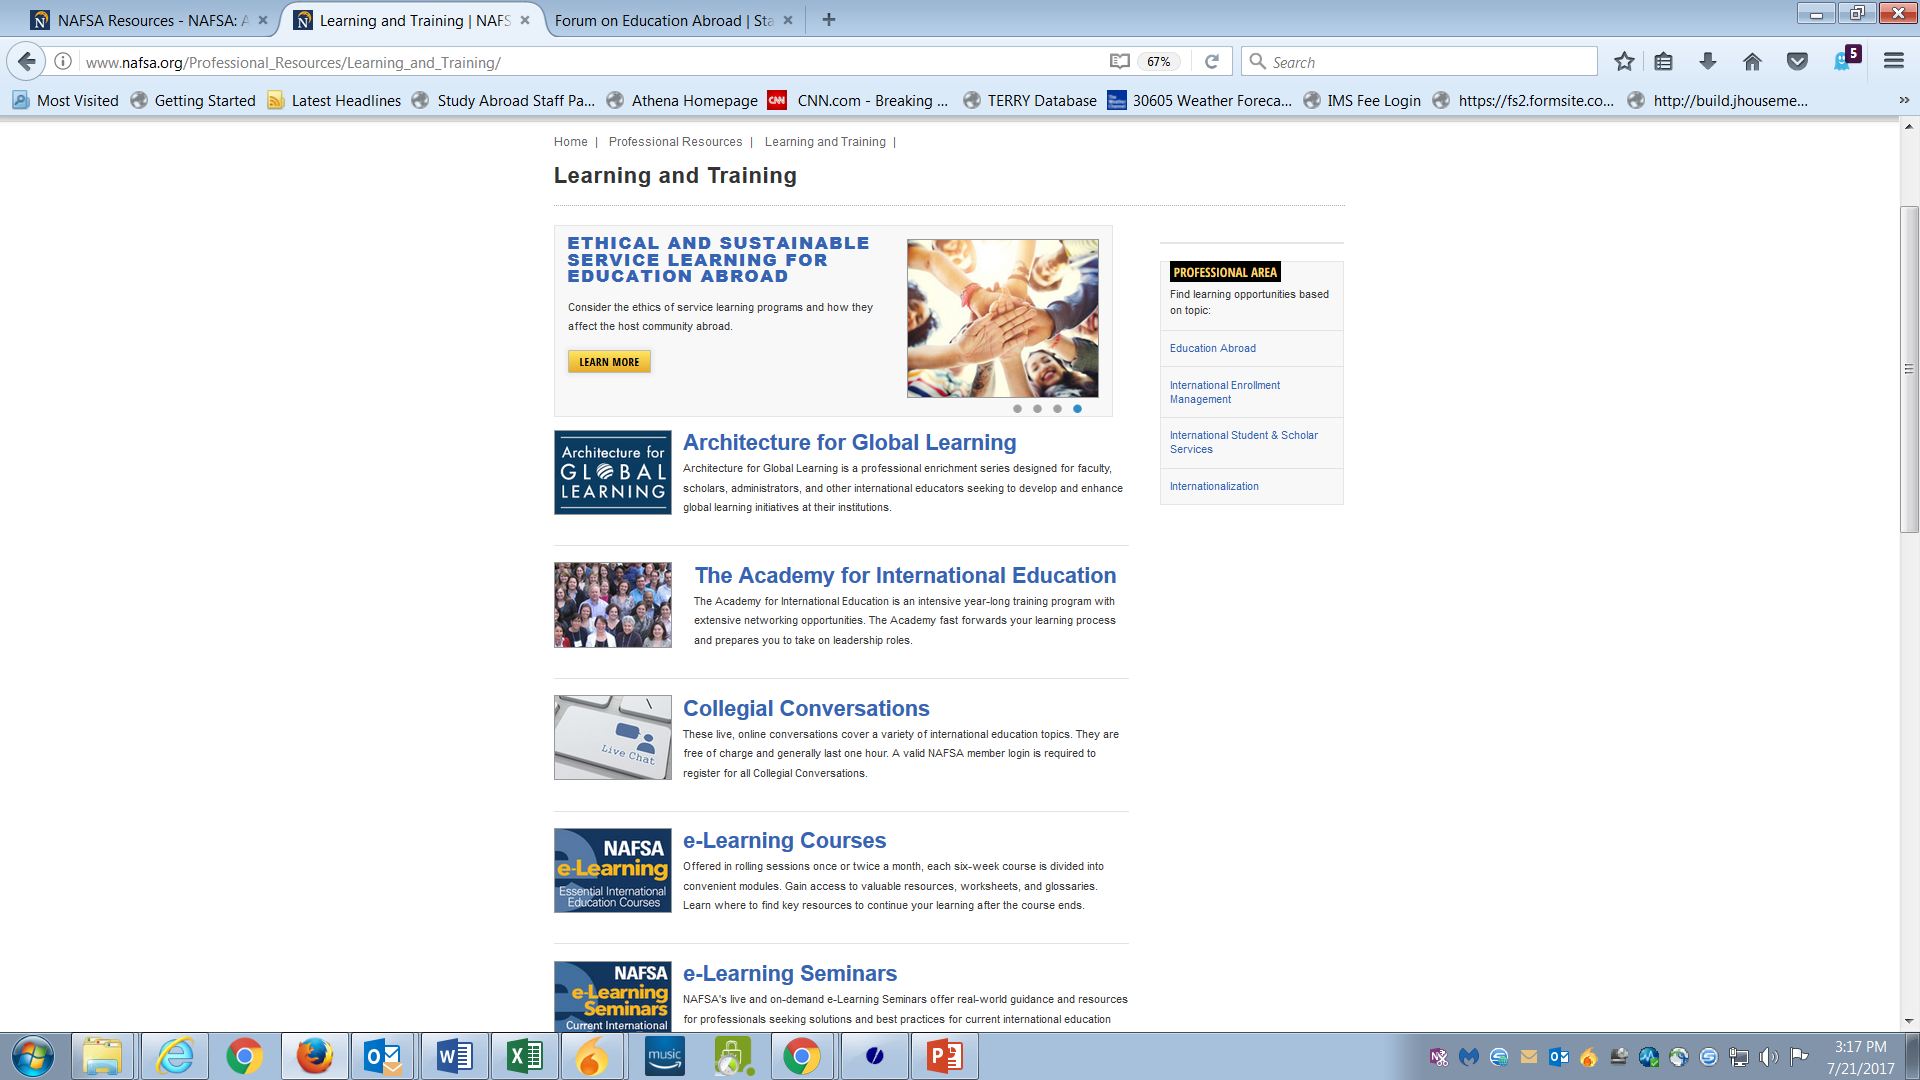 NAFSA Resources - NAFSA: A
Learning and Training | NAFS
Forum on Education Abroad | Sta
www.nafsa.org/Professional_Resources/Learning_and_Training/
67%
Search
5
Most Visited
Getting Started
Latest Headlines
Study Abroad Staff Pa...
Athena Homepage
CNN
CNN.com - Breaking ...
TERRY Database
30605 Weather Foreca...
IMS Fee Login
https://fs2.formsite.co...
http://build.jhouseme...
Home | Professional Resources | Learning and Training |
Learning and Training
ETHICAL AND SUSTAINABLE
SERVICE LEARNING FOR
EDUCATION ABROAD
Consider the ethics of service learning programs and how they
affect the host community abroad.
LEARN MORE
PROFESSIONAL AREA
Find learning opportunities based
on topic:
Education Abroad
International Enrollment
Management
International Student & Scholar
Services
Internationalization
Architecture for
GLOBAL
LEARNING
Architecture for Global Learning
Architecture for Global Learning is a professional enrichment series designed for faculty,
scholars, administrators, and other international educators seeking to develop and enhance
global learning initiatives at their institutions.
The Academy for International Education
The Academy for International Education is an intensive year-long training program with
extensive networking opportunities. The Academy fast forwards your learning process
and prepares you to take on leadership roles.
Live Chat
Collegial Conversations
These live, online conversations cover a variety of international education topics. They are
free of charge and generally last one hour. A valid NAFSA member login is required to
register for all Collegial Conversations.
NAFSA
e-Learning
Essential International
Education Courses
e-Learning Courses
Offered in rolling sessions once or twice a month, each six-week course is divided into
convenient modules. Gain access to valuable resources, worksheets, and glossaries.
Learn where to find key resources to continue your learning after the course ends.
NAFSA
e-Learning
Seminars
Current International
e-Learning Seminars
NAFSA's live and on-demand e-Learning Seminars offer real-world guidance and resources
for professionals seeking solutions and best practices for current international education
music
3:17 PM
7/21/2017